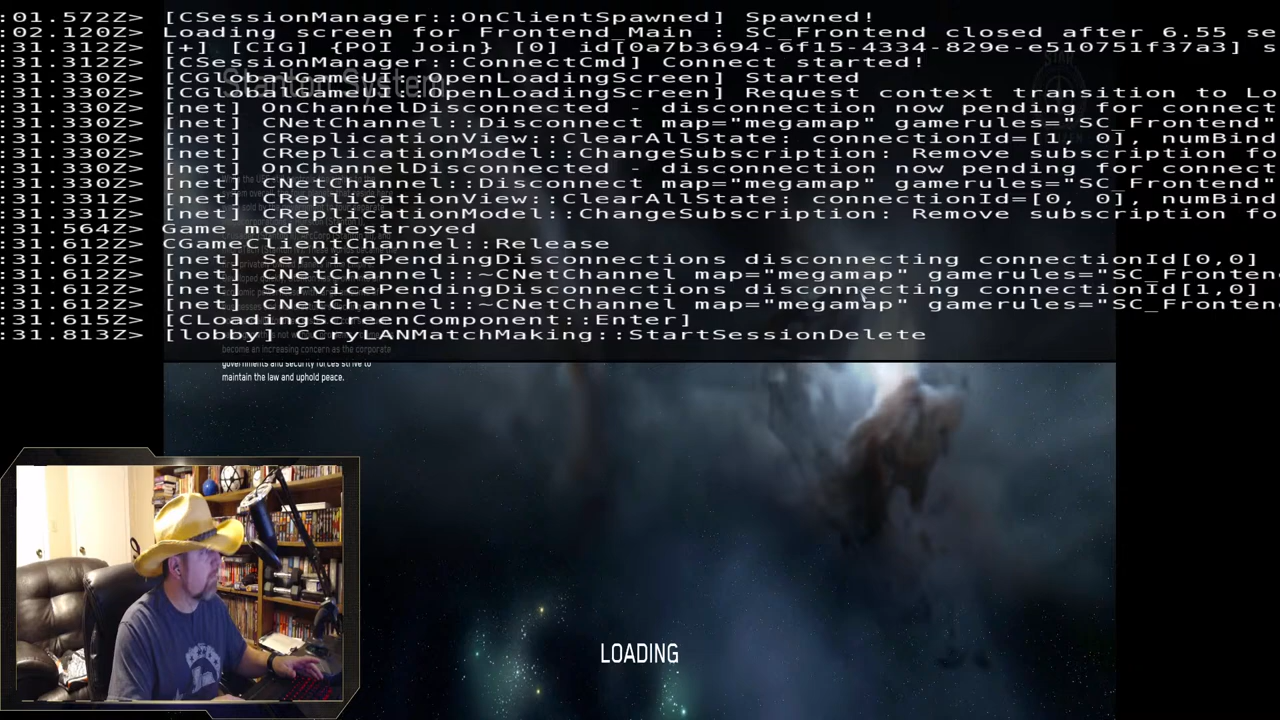 :01.572Z> [CSessionManager::OnClientSpawned] Spawned!
:02.120Z> Loading screen for Frontend_Main : SC_Frontend closed after 6.55 se
:31.312Z> [+] [CIG] {POI Join} [0] id[0a7b3694-6f15-4334-829e-e510751f37a3] s
:31.312Z> [CSessionManager::ConnectCmd] Connect started!
:31.330Z> OpenLoadingScreen] Started
Stanton System
:31.330Z> OpenLoadingScreen] Request context transition to Lo
:31.330Z> [net] OnChannelDisconnected - disconnection now pending for connect
:31.330Z> [net] CNetChannel::Disconnect map="megamap" gamerules="SC_Frontend"
:31.330Z> [net] CReplicationView::ClearAllState: connectionId=[1, 0], numBind
:31.330Z> [net] CReplicationModel::ChangeSubscription: Remove subscription fo
:31.330Z> [net] OnChannelDisconnected - disconnection now pending for connect
:31.330Z> [net] CNetChannel::Disconnect map="megamap" gamerules="SC_Frontend"
:31.331Z> [net] CReplicationView::ClearAllState: connectionId=[0, 0], numBind
:31.331Z> [net] CReplicationModel::ChangeSubscription: Remove subscription fo
:31.564Z> Game mode destroyed
:31.612Z> CGameClientChannel::Release
:31.612Z> [net] ServicePendingDisconnections disconnecting connectionId[0,0]
:31.612Z> [net] CNetChannel::~CNetChannel map="megamap" gamerules="SC_Fronten
:31.612Z> [net] ServicePendingDisconnections disconnecting connectionId[1,0]
:31.612Z> [net] CNetChannel::~CNetChannel map="megamap" gamerules="SC_Fronten
:31.615Z> [CLoadingScreenComponent::Enter]
:31.813Z> [lobby] CCryLANMatchMaking::StartSessionDelete
become an increasing concern as the corporate
governments and security forces strive to
maintain the law and uphold peace.
LOADING